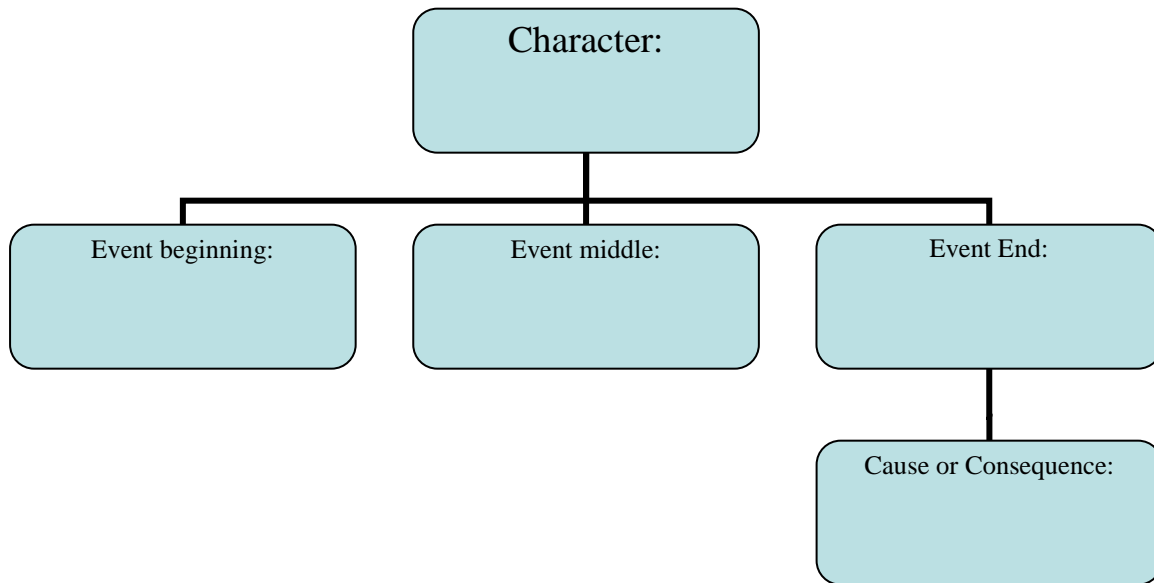 Character:
Event beginning:
Event middle:
Event End:
Cause or Consequence: